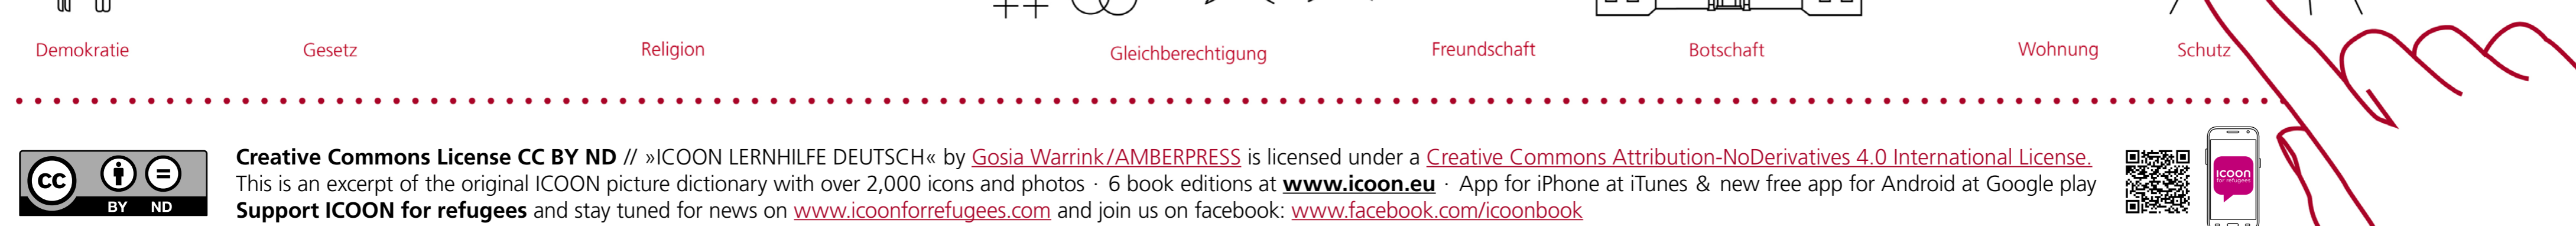 Demokratie Gesetz Religion Gleichberechtigung Freundschaft Botschaft Wohnung Schutz
Creative Commons License CC BY ND // »ICOON LERNHILFE DEUTSCH« by Gosia Warrink/AMBERPRESS is licensed under a Creative Commons Attribution-NoDerivatives 4.0 International License.
This is an excerpt of the original ICOON picture dictionary with over 2,000 icons and photos · 6 book editions at www.icoon.eu · App for iPhone at iTunes & new free app for Android at Google play
Support ICOON for refugees and stay tuned for news on www.icoonforrefugees.com and join us on facebook: www.facebook.com/icoonbook
cc
BY ND
ICOON
for refugees